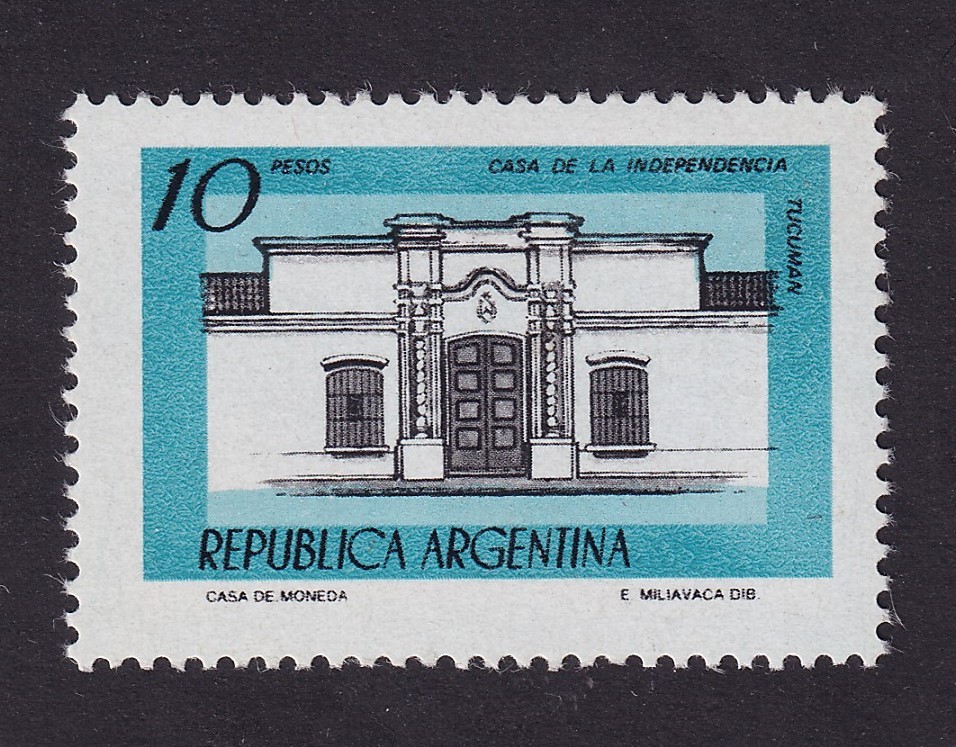 10 PESOS
CASA DE LA INDEPENDENCIA
TUCUMAN
REPUBLICA ARGENTINA
CASA DE MONEDA
E. MILIAVACA DIB.